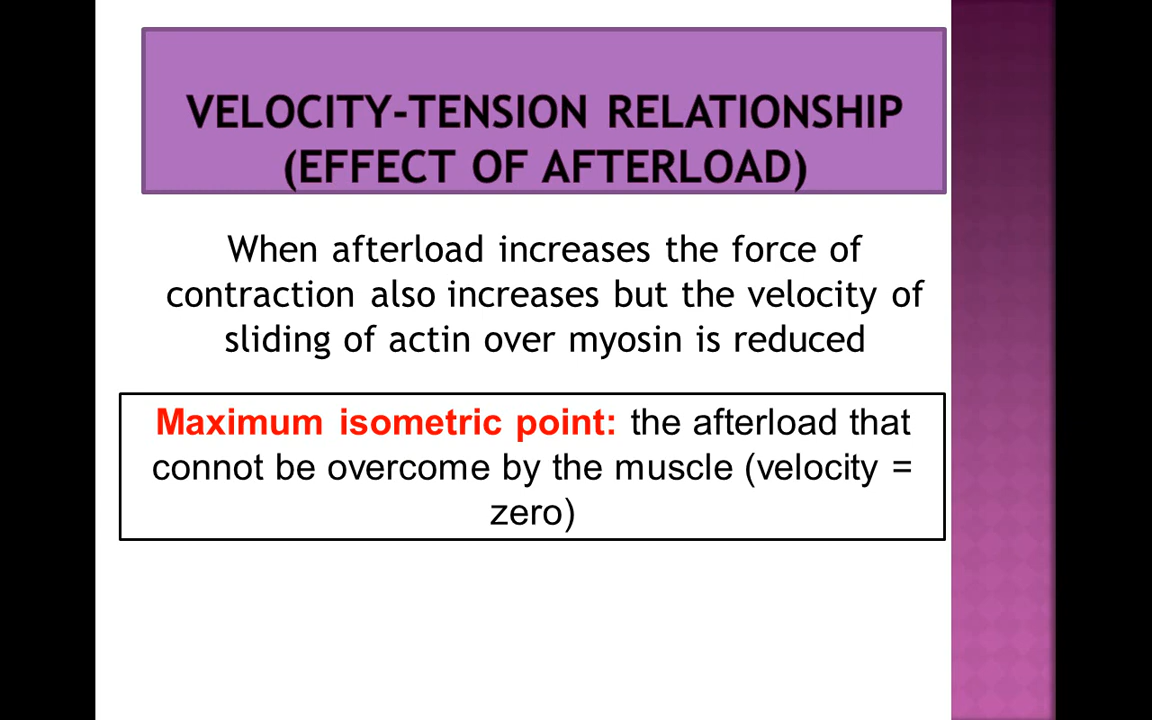 VELOCITY-TENSION RELATIONSHIP
(EFFECT OF AFTERLOAD)
When afterload increases the force of
contraction also increases but the velocity of
sliding of actin over myosin is reduced
Maximum isometric point: the afterload that
connot be overcome by the muscle (velocity =
zero)